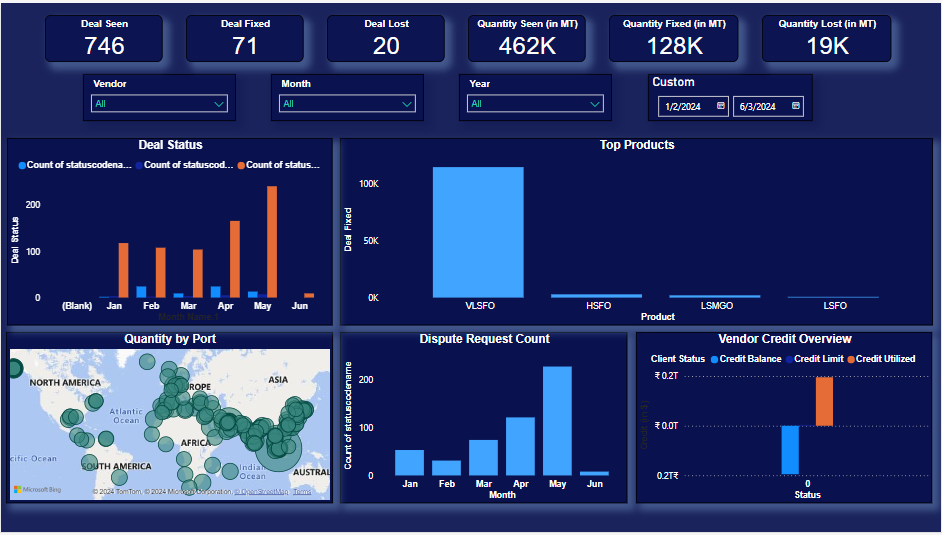 Deal Seen
746
Deal Fixed
71
Deal Lost
20
Quantity Seen (in MT)
462K
Quantity Fixed (in MT)
128K
Quantity Lost (in MT)
19K
Vendor
All
Month
All
Year
All
Custom
1/2/2024
6/3/2024
Deal Status
Count of statuscodena...
Count of statuscod...
Count of status...
Deal Status
200
100
0
(Blank)
Jan
Feb
Mar
Apr
May
Jun
Month Name 1
Top Products
Deal Fixed
100K
50K
0K
VLSFO
HSFO
LSMGO
LSFO
Product
Quantity by Port
NORTH AMERICA
ROPE
ASIA
Atlantic
Ocean
AFRICA
cific Ocean
SOUTH AMERICA
Indian
Ocean
AUSTRAL
Microsoft Bing
© 2024 TomTom, © 2024 Microsoft Corporation, © OpenStreetMap Terms
Dispute Request Count
Count of statuscodename
200
100
0
Jan
Feb
Mar
Apr
May
Jun
Month
Vendor Credit Overview
Client Status
Credit Balance
Credit Limit
Credit Utilized
₹ 0.2T
₹ 0.0T
0.2T₹
0
Status